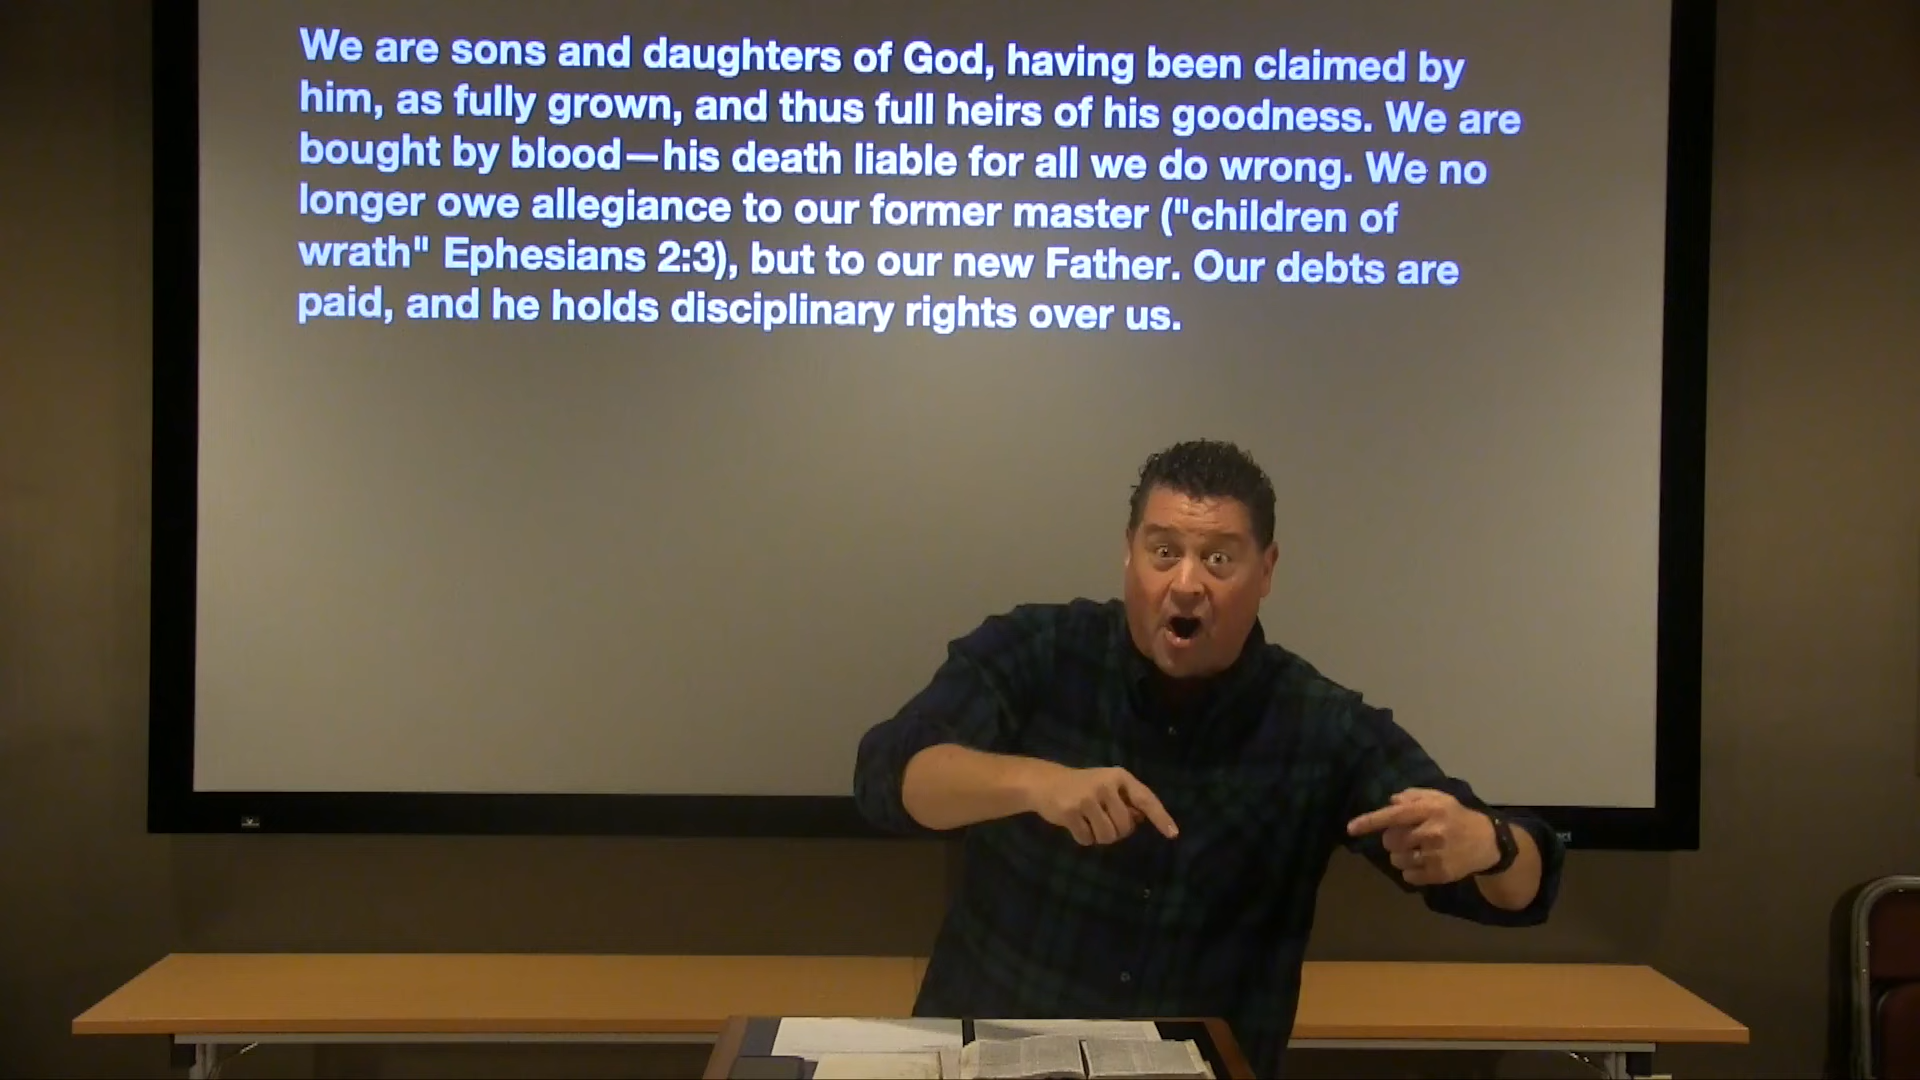 We are sons and daughters of God, having been claimed by
him, as fully grown, and thus full heirs of his goodness. We are
bought by blood—his death liable for all we do wrong. We no
longer owe allegiance to our former master ("children of
wrath" Ephesians 2:3), but to our new Father. Our debts are
paid, and he holds disciplinary rights over us.